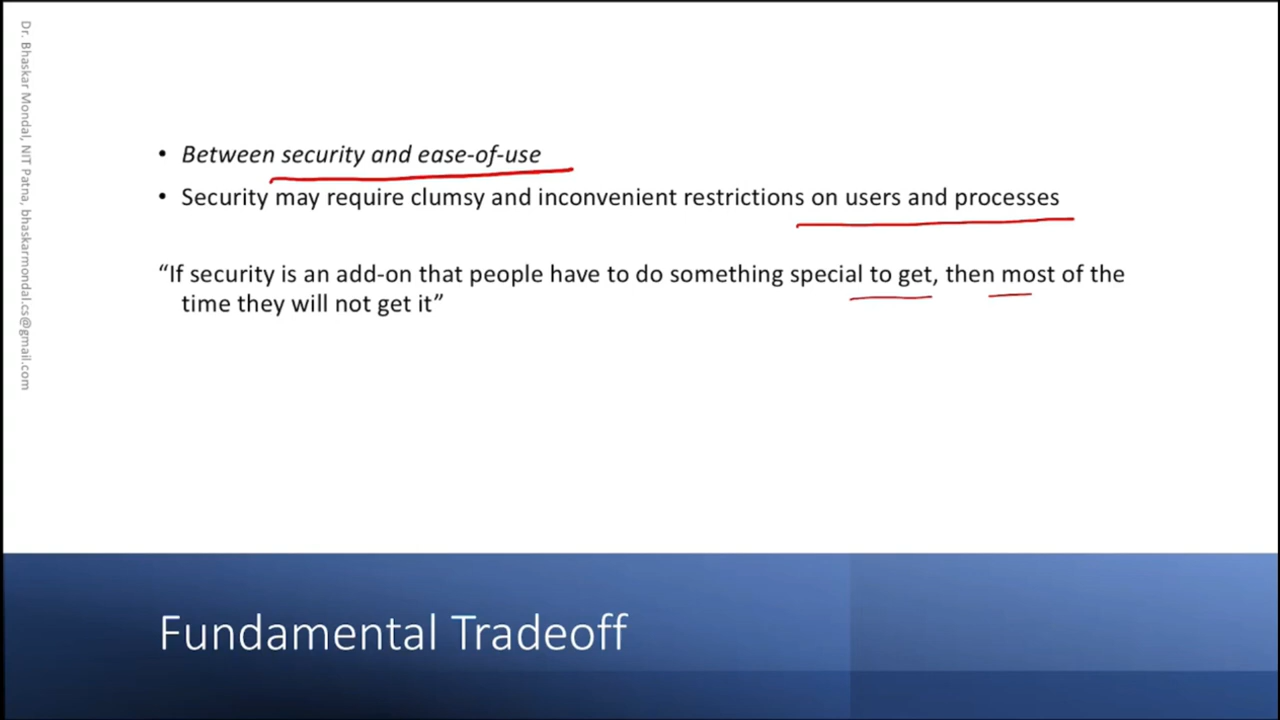 Dr. Bhaskar Mondal, NIT Patna, bhaskarmondal.cs@gmail.com
• Between security and ease-of-use
• Security may require clumsy and inconvenient restrictions on users and processes
“If security is an add-on that people have to do something special to get, then most of the
time they will not get it”
Fundamental Tradeoff